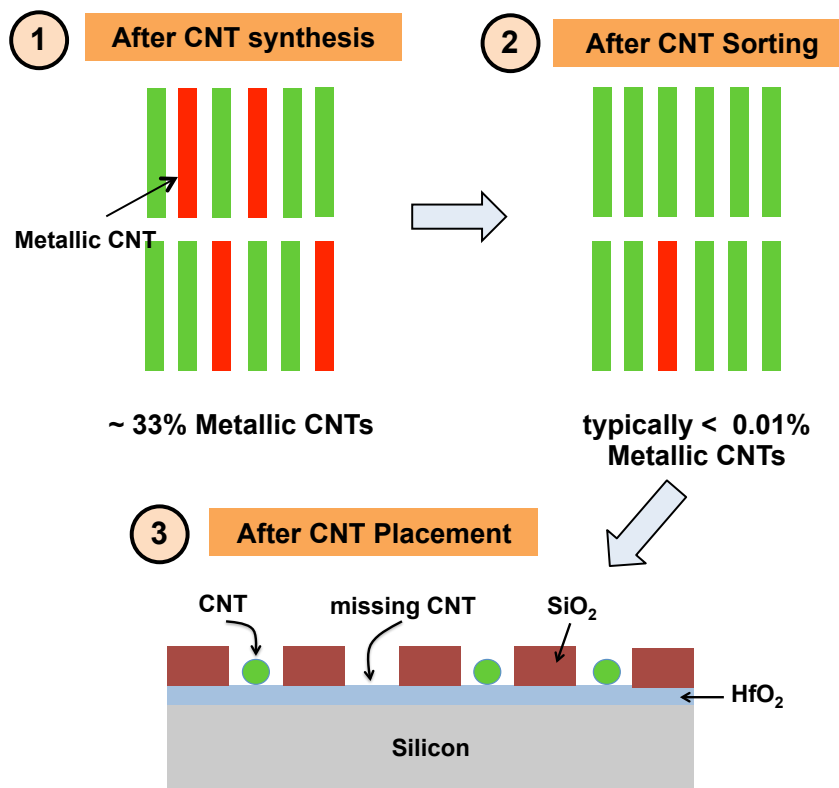 1
After CNT synthesis
2
After CNT Sorting
Metallic CNT
~ 33% Metallic CNTs
typically < 0.01%
Metallic CNTs
3
After CNT Placement
CNT
missing CNT
SiO₂
HfO₂
Silicon